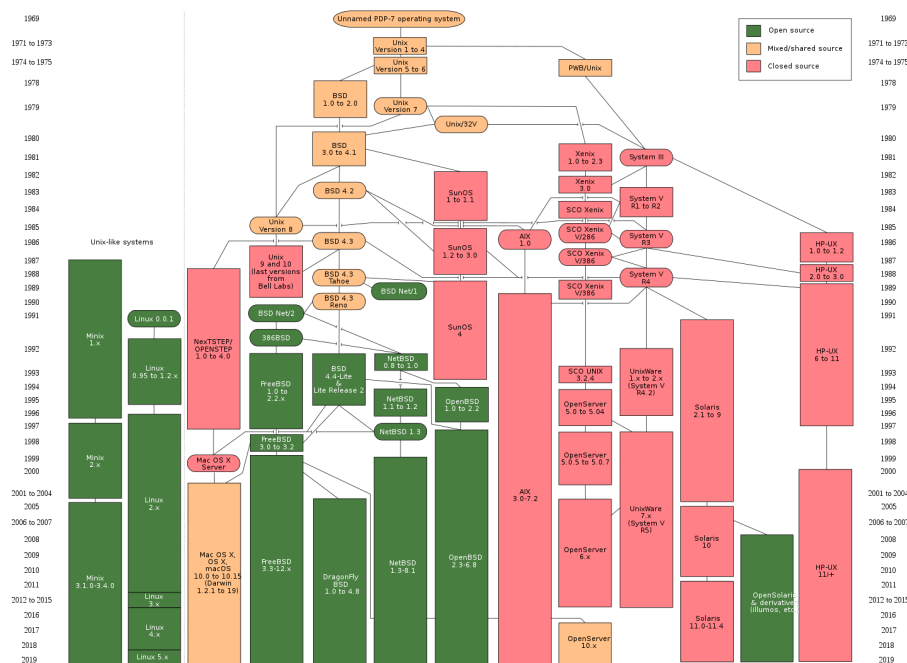 1969
1971 to 1973
1974 to 1975
1978
1979
1980
1981
1982
1983
1984
1985
1986
1987
1988
1989
1990
1991
1992
1993
1994
1995
1996
1997
1998
1999
2000
2001 to 2004
2005
2006 to 2007
2008
2009
2010
2011
2012 to 2015
2016
2017
2018
2019
Unix-like systems
Minix
1.x
Minix
2.x
Minix
3.1.0-3.4.0
Linux 0.0.1
Linux
0.95 to 1.2.x
Linux
2.x
Linux
3.x
Linux
4.x
Linux 5.x
Unnamed PDP-7 operating system
Unix
Version 1 to 4
Unix
Version 5 to 6
PWB/Unix
BSD
1.0 to 2.0
Unix
Version 7
Unix/32V
BSD
3.0 to 4.1
Xenix
1.0 to 2.3
System III
Xenix
3.0
BSD 4.2
SunOS
1 to 1.1
System V
R1 to R2
SCO Xenix
Unix
Version 8
SCO Xenix
V/286
AIX
1.0
System V
R3
BSD 4.3
SunOS
1.2 to 3.0
HP-UX
1.0 to 1.2
Unix
9 and 10
(last versions
from
Bell Labs)
SCO Xenix
V/386
HP-UX
2.0 to 3.0
BSD 4.3
Tahoe
System V
R4
BSD Net/1
SCO Xenix
V/386
BSD 4.3
Reno
BSD Net/2
386BSD
NeXTSTEP/
OPENSTEP
1.0 to 4.0
SunOS
4
HP-UX
6 to 11
NetBSD
0.8 to 1.0
BSD
4.4-Lite
&
Lite Release 2
FreeBSD
1.0 to
2.2.x
SCO UNIX
3.2.4
UnixWare
1.x to 2.x
(System V
R4.2)
Solaris
2.1 to 9
NetBSD
1.1 to 1.2
OpenBSD
1.0 to 2.2
OpenServer
5.0 to 5.04
NetBSD 1.3
FreeBSD
3.0 to 3.2
Mac OS X
Server
OpenServer
5.0.5 to 5.0.7
AIX
3.0-7.2
UnixWare
7.x
(System V
R5)
Mac OS X,
OS X,
macOS
10.0 to 10.15
(Darwin
1.2.1 to 19)
FreeBSD
3.3-12.x
DragonFly
BSD
1.0 to 4.8
NetBSD
1.3-8.1
OpenBSD
2.3-6.8
OpenServer
6.x
Solaris
10
HP-UX
11i+
OpenSolaris
& derivatives
(illumos, etc.)
Solaris
11.0-11.4
OpenServer
10.x
Open source
Mixed/shared source
Closed source
1969
1971 to 1973
1974 to 1975
1978
1979
1980
1981
1982
1983
1984
1985
1986
1987
1988
1989
1990
1991
1992
1993
1994
1995
1996
1997
1998
1999
2000
2001 to 2004
2005
2006 to 2007
2008
2009
2010
2011
2012 to 2015
2016
2017
2018
2019